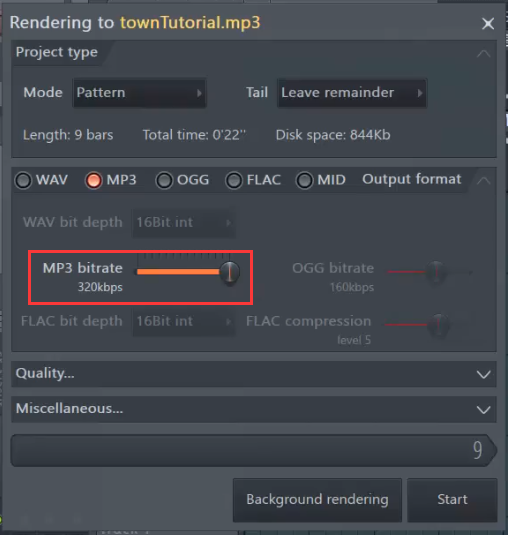 Rendering to townTutorial.mp3
Project type
Mode Pattern Tail Leave remainder
Length: 9 bars Total time: 0'22'' Disk space: 844Kb
WAV MP3 OGG FLAC MID Output format
WAV bit depth 16Bit int
MP3 bitrate OGG bitrate
320kbps 160kbps
FLAC bit depth 16Bit int FLAC compression
level 5
Quality...
Miscellaneous...
9
Background rendering Start